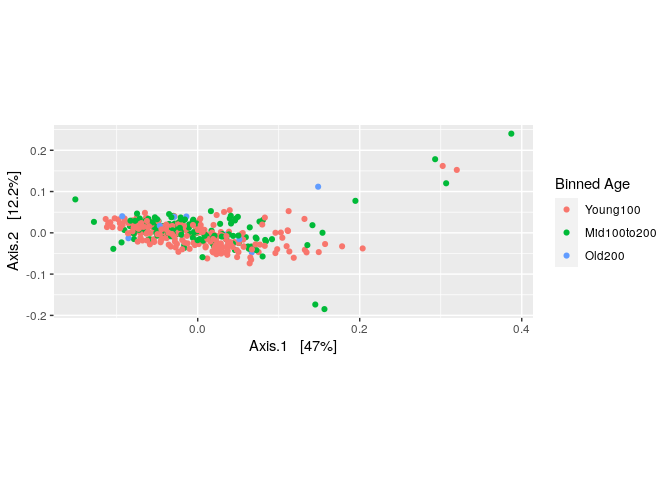 0.2
0.1
0.0
-0.1
-0.2
Axis.2 [12.2%]
0.0 0.2 0.4
Axis.1 [47%]
Binned Age
Young100
Mid100to200
Old200